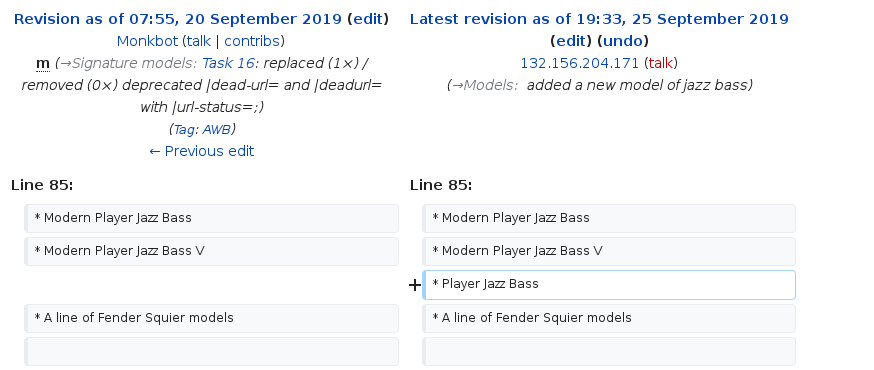 Revision as of 07:55, 20 September 2019 (edit)
Monkbot (talk | contribs)
m (→Signature models: Task 16: replaced (1×) /
removed (0×) deprecated |dead-url= and |deadurl=
with |url-status=;)
(Tag: AWB)
← Previous edit
Latest revision as of 19:33, 25 September 2019
(edit) (undo)
132.156.204.171 (talk)
(→Models: added a new model of jazz bass)
Line 85:
Line 85:
* Modern Player Jazz Bass
* Modern Player Jazz Bass
* Modern Player Jazz Bass V
* Modern Player Jazz Bass V
+ * Player Jazz Bass
* A line of Fender Squier models
* A line of Fender Squier models